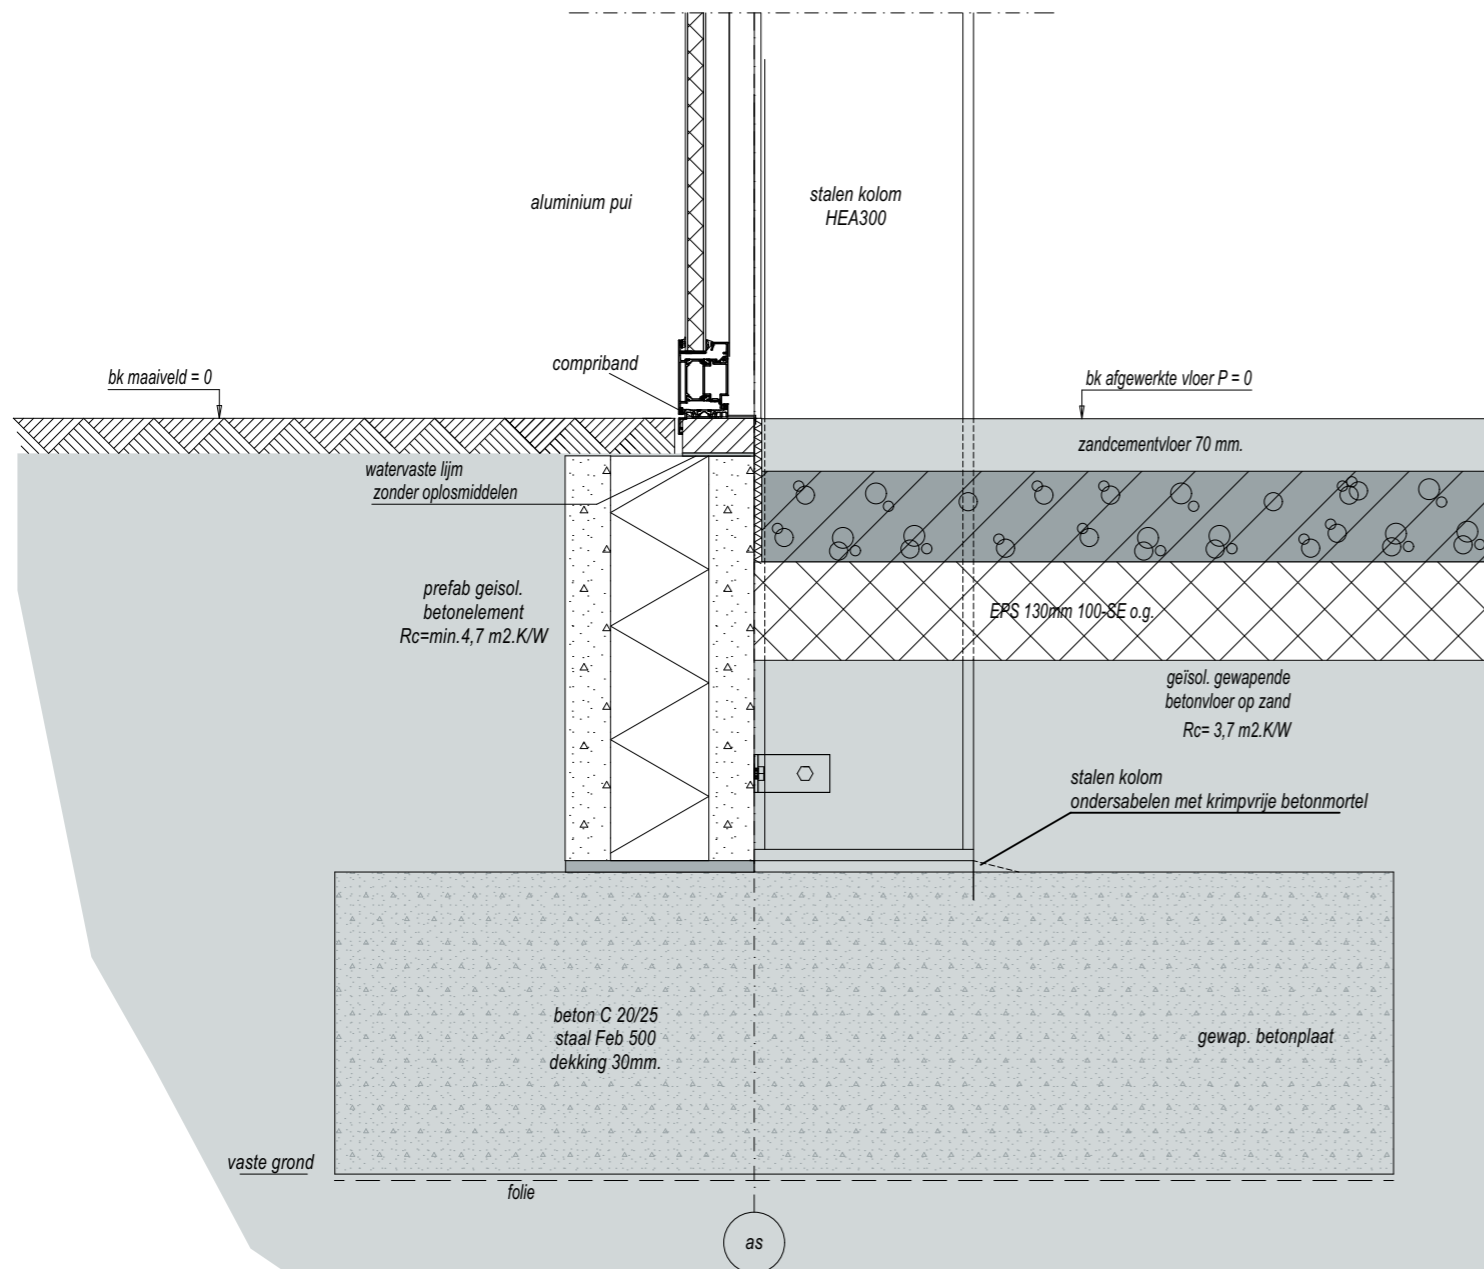 aluminium pui
stalen kolom
HEA300
compriband
bk maaiveld = 0
bk afgewerkte vloer P = 0
zandcementvloer 70 mm.
watervaste lijm
zonder oplosmiddelen
prefab geisol.
betonelement
Rc=min.4,7 m2.K/W
EPS 130mm 100-SE o.g.
geïsol. gewapende
betonvloer op zand
Rc= 3,7 m2.K/W
stalen kolom
ondersabelen met krimpvrije betonmortel
beton C 20/25
staal Feb 500
dekking 30mm.
gewap. betonplaat
vaste grond
folie
as